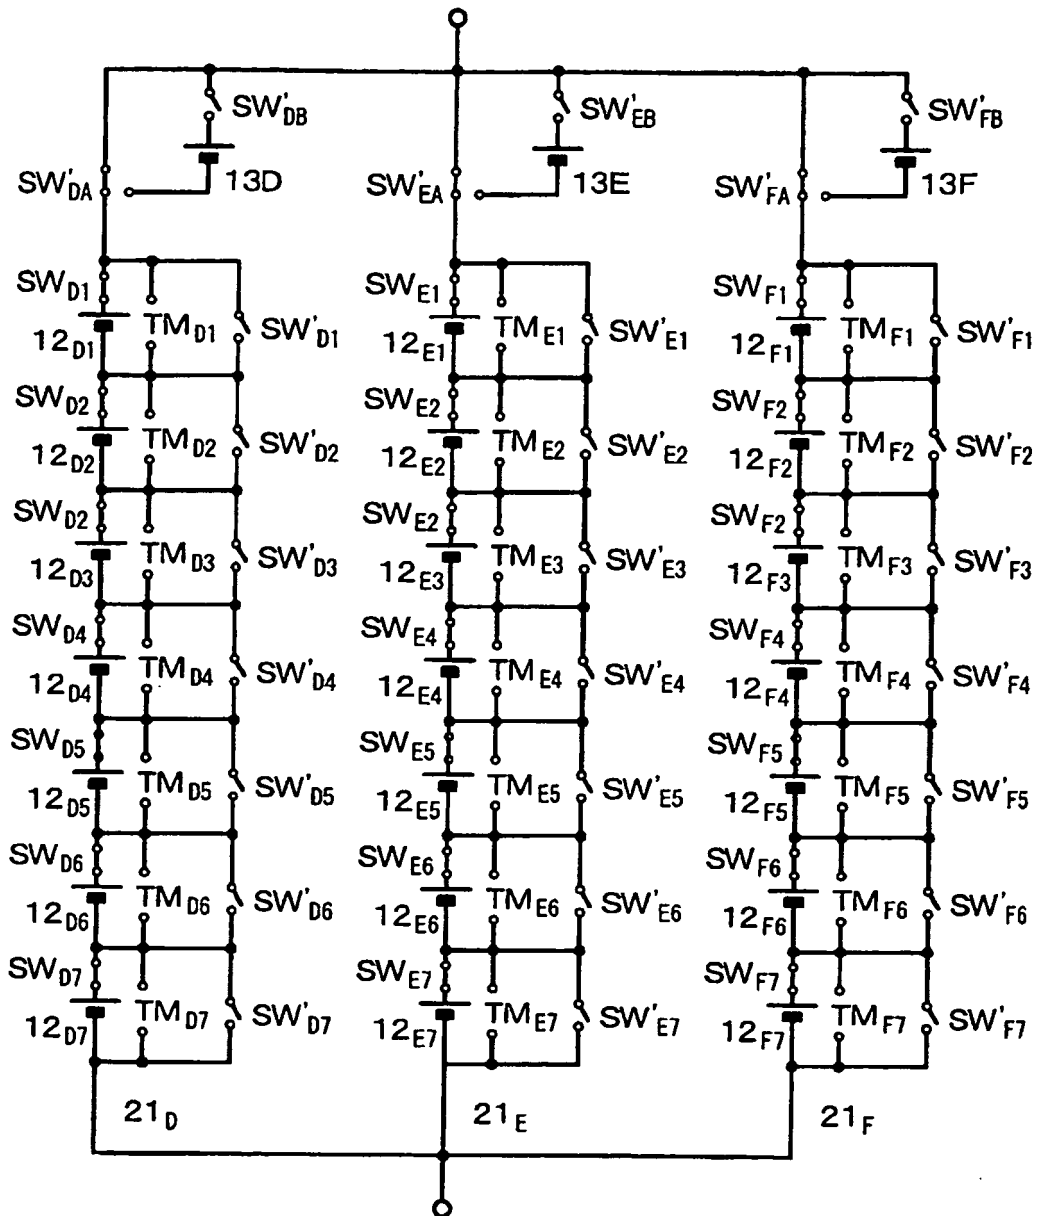 SW'DB SW'EB SW'FB
13D 13E 13F
SW'DA SW'EA SW'FA
SWD1 SWE1 SWF1
TMD1 SW'D1 TME1 SW'E1 TMF1 SW'F1
12D1 12E1 12F1
SWD2 SWE2 SWF2
TMD2 SW'D2 TME2 SW'E2 TMF2 SW'F2
12D2 12E2 12F2
SWD2 SWE2 SWF2
TMD3 SW'D3 TME3 SW'E3 TMF3 SW'F3
12D3 12E3 12F3
SWD4 SWE4 SWF4
TMD4 SW'D4 TME4 SW'E4 TMF4 SW'F4
12D4 12E4 12F4
SWD5 SWE5 SWF5
TMD5 SW'D5 TME5 SW'E5 TMF5 SW'F5
12D5 12E5 12F5
SWD6 SWE6 SWF6
TMD6 SW'D6 TME6 SW'E6 TMF6 SW'F6
12D6 12E6 12F6
SWD7 SWE7 SWF7
TMD7 SW'D7 TME7 SW'E7 TMF7 SW'F7
12D7 12E7 12F7
21D 21E 21F